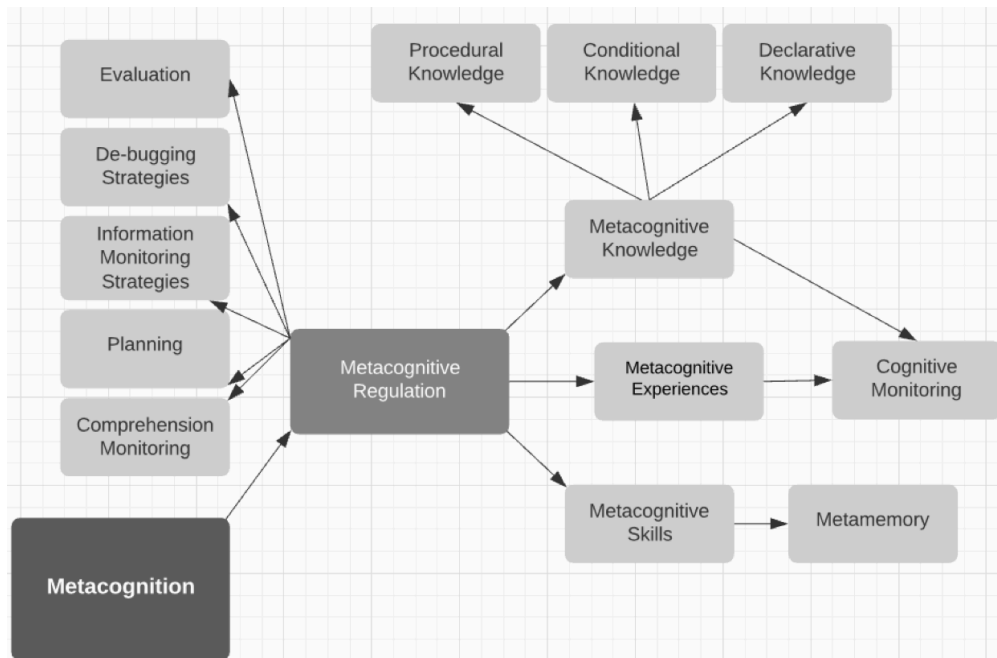 Evaluation
De-bugging
Strategies
Information
Monitoring
Strategies
Planning
Comprehension
Monitoring
Metacognition
Metacognitive
Regulation
Procedural
Knowledge
Conditional
Knowledge
Declarative
Knowledge
Metacognitive
Knowledge
Metacognitive
Experiences
Cognitive
Monitoring
Metacognitive
Skills
Metamemory